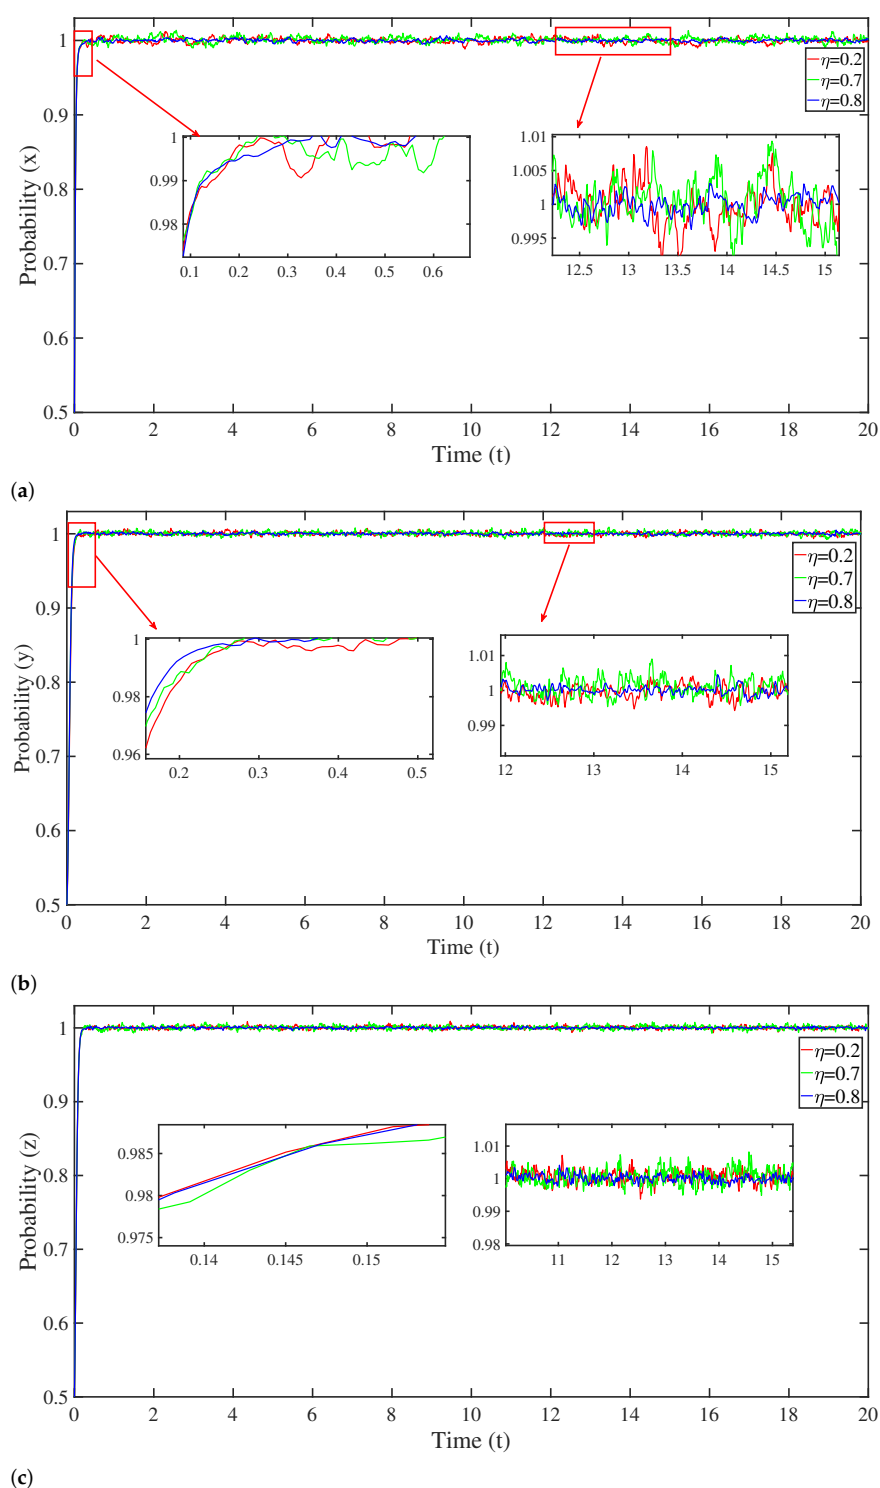 1
0.9
0.8
0.7
0.6
0.5
Probability (x)
η=0.2
η=0.7
η=0.8
1
0.99
0.98
0.1 0.2 0.3 0.4 0.5 0.6
1.01
1.005
1
0.995
12.5 13 13.5 14 14.5 15
0 2 4 6 8 10 12 14 16 18 20
Time (t)
(a)
1
0.9
0.8
0.7
0.6
0.5
Probability (y)
η=0.2
η=0.7
η=0.8
1
0.98
0.96
0.2 0.3 0.4 0.5
1.01
1
0.99
12 13 14 15
0 2 4 6 8 10 12 14 16 18 20
Time (t)
(b)
1
0.9
0.8
0.7
0.6
0.5
Probability (z)
η=0.2
η=0.7
η=0.8
0.985
0.98
0.975
0.14 0.145 0.15
1.01
1
0.99
0.98
11 12 13 14 15
0 2 4 6 8 10 12 14 16 18 20
Time (t)
(c)